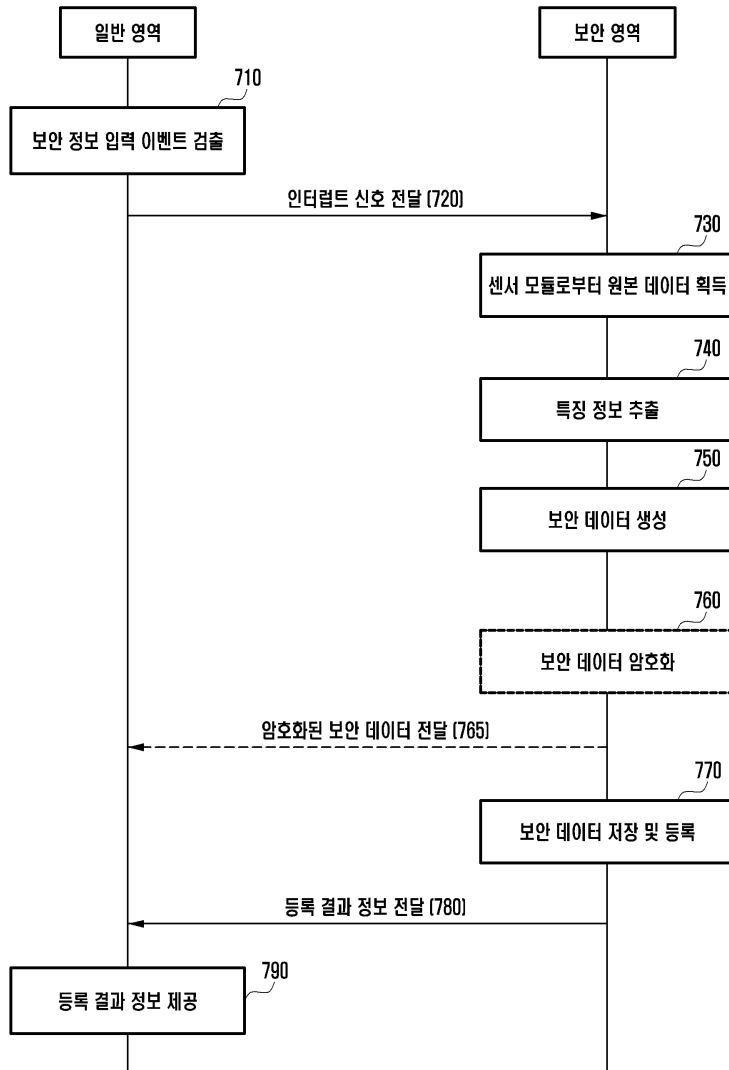 일반 영역
보안 영역
710
보안 정보 입력 이벤트 검출
인터럽트 신호 전달 (720)
730
센서 모듈로부터 원본 데이터 획득
740
특징 정보 추출
750
보안 데이터 생성
760
보안 데이터 암호화
암호화된 보안 데이터 전달 (765)
770
보안 데이터 저장 및 등록
등록 결과 정보 전달 (780)
790
등록 결과 정보 제공